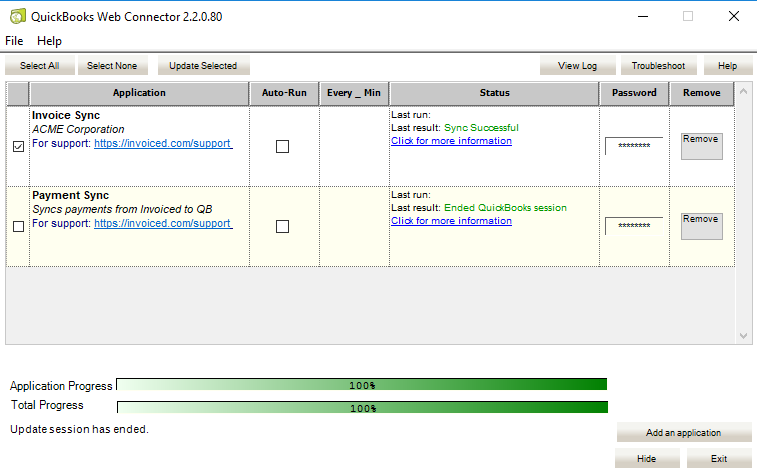 QuickBooks Web Connector 2.2.0.80
File Help
Select All Select None Update Selected View Log Troubleshoot Help
Application Auto-Run Every _ Min Status Password Remove
Invoice Sync
ACME Corporation
For support: https://invoiced.com/support
Last run:
Last result: Sync Successful
Click for more information
********
Remove
Payment Sync
Syncs payments from Invoiced to QB
For support: https://invoiced.com/support
Last run:
Last result: Ended QuickBooks session
Click for more information
********
Remove
Application Progress 100%
Total Progress 100%
Update session has ended.
Add an application
Hide Exit